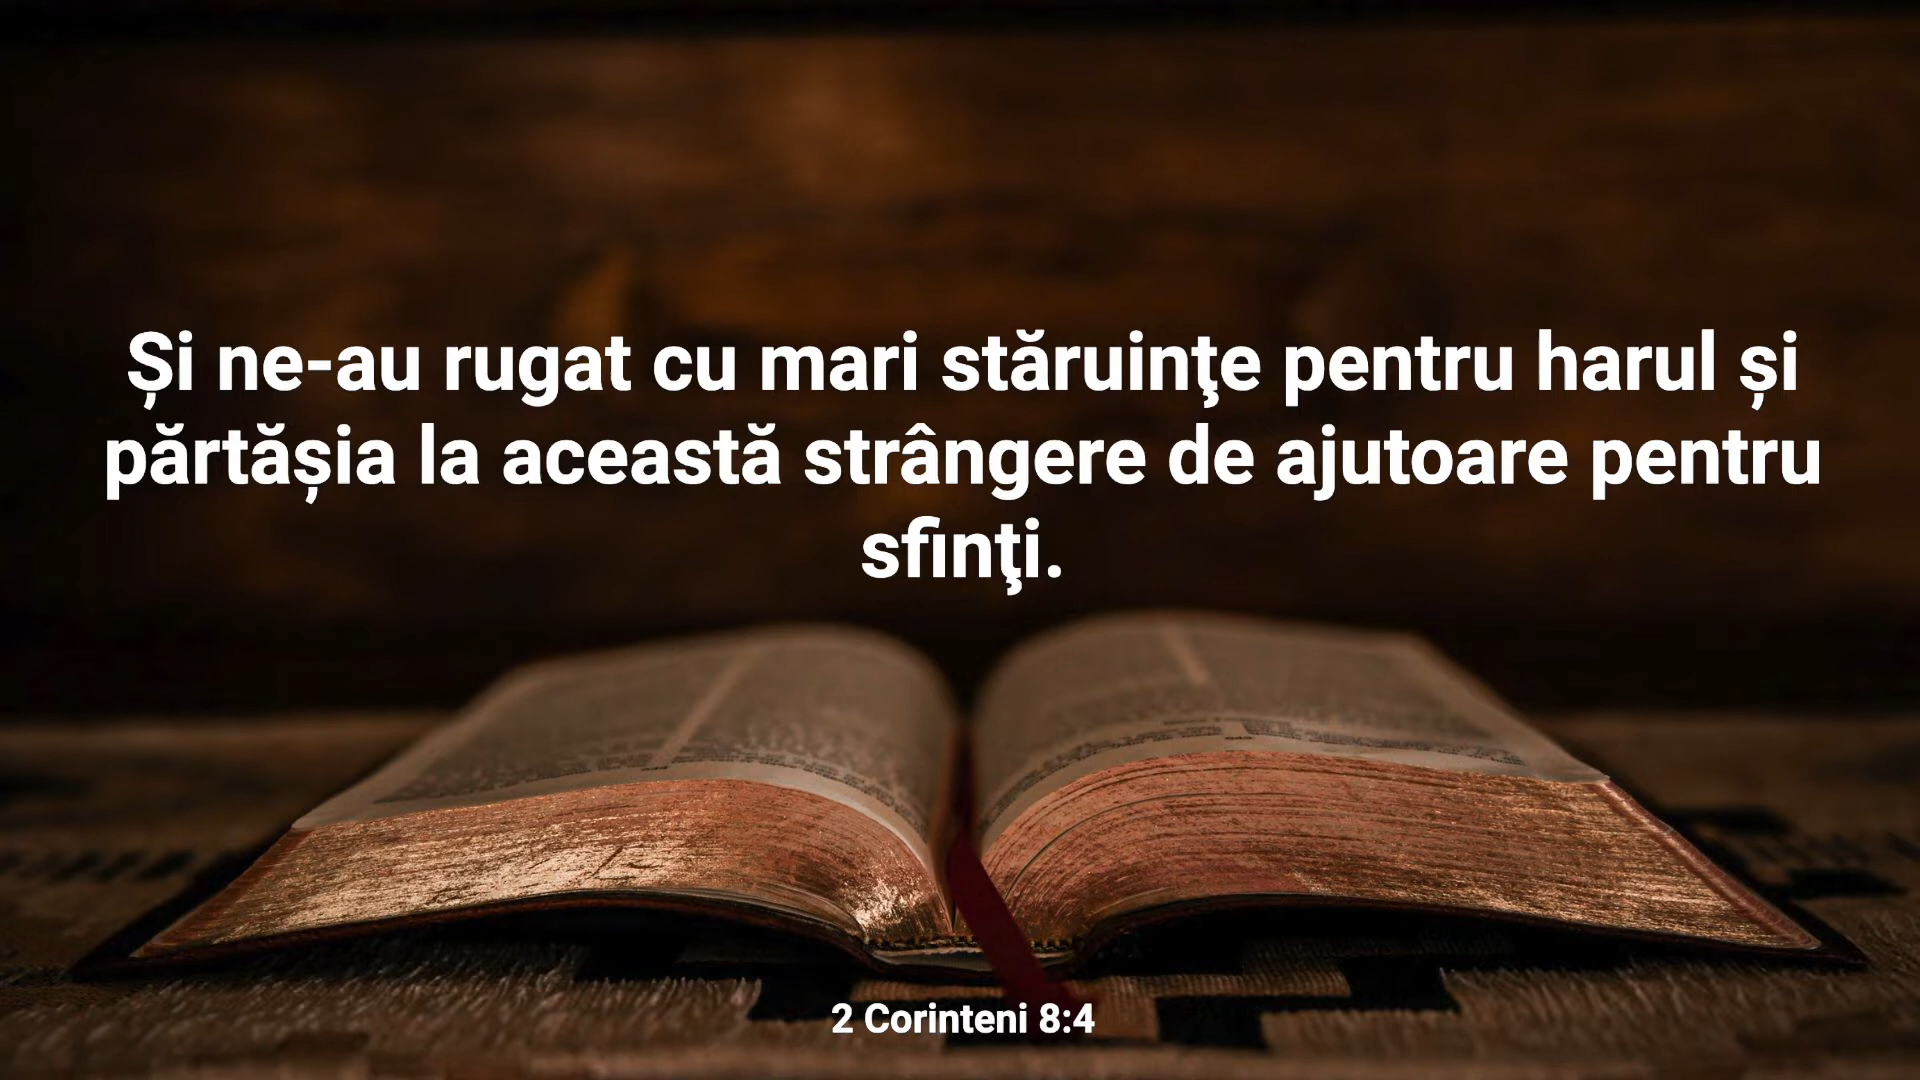 Și ne-au rugat cu mari stăruinţe pentru harul și
părtășia la această strângere de ajutoare pentru
sfinţi.
2 Corinteni 8:4